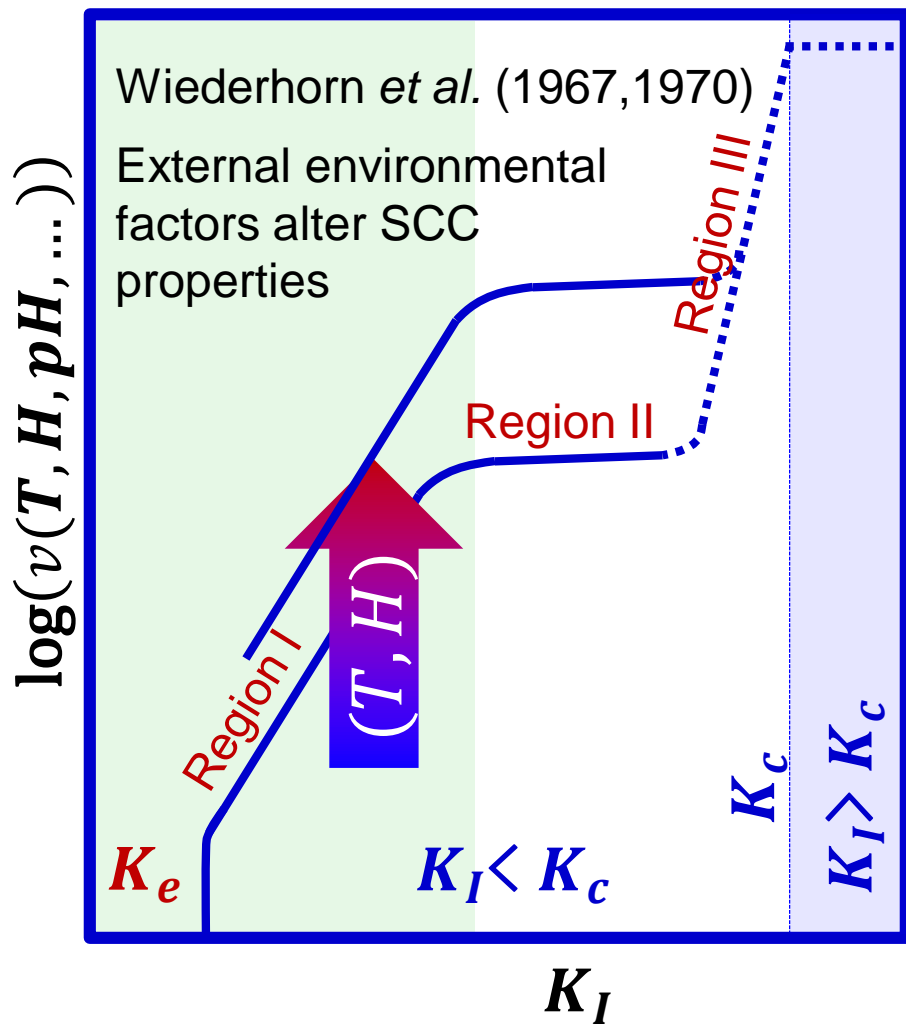 Wiederhorn et al. (1967,1970)
External environmental
factors alter SCC
properties
log(v(T, H, pH, ...))
Region III
Region II
Region I
(T, H)
K_c
K_I > K_c
K_e
K_I < K_c
K_I